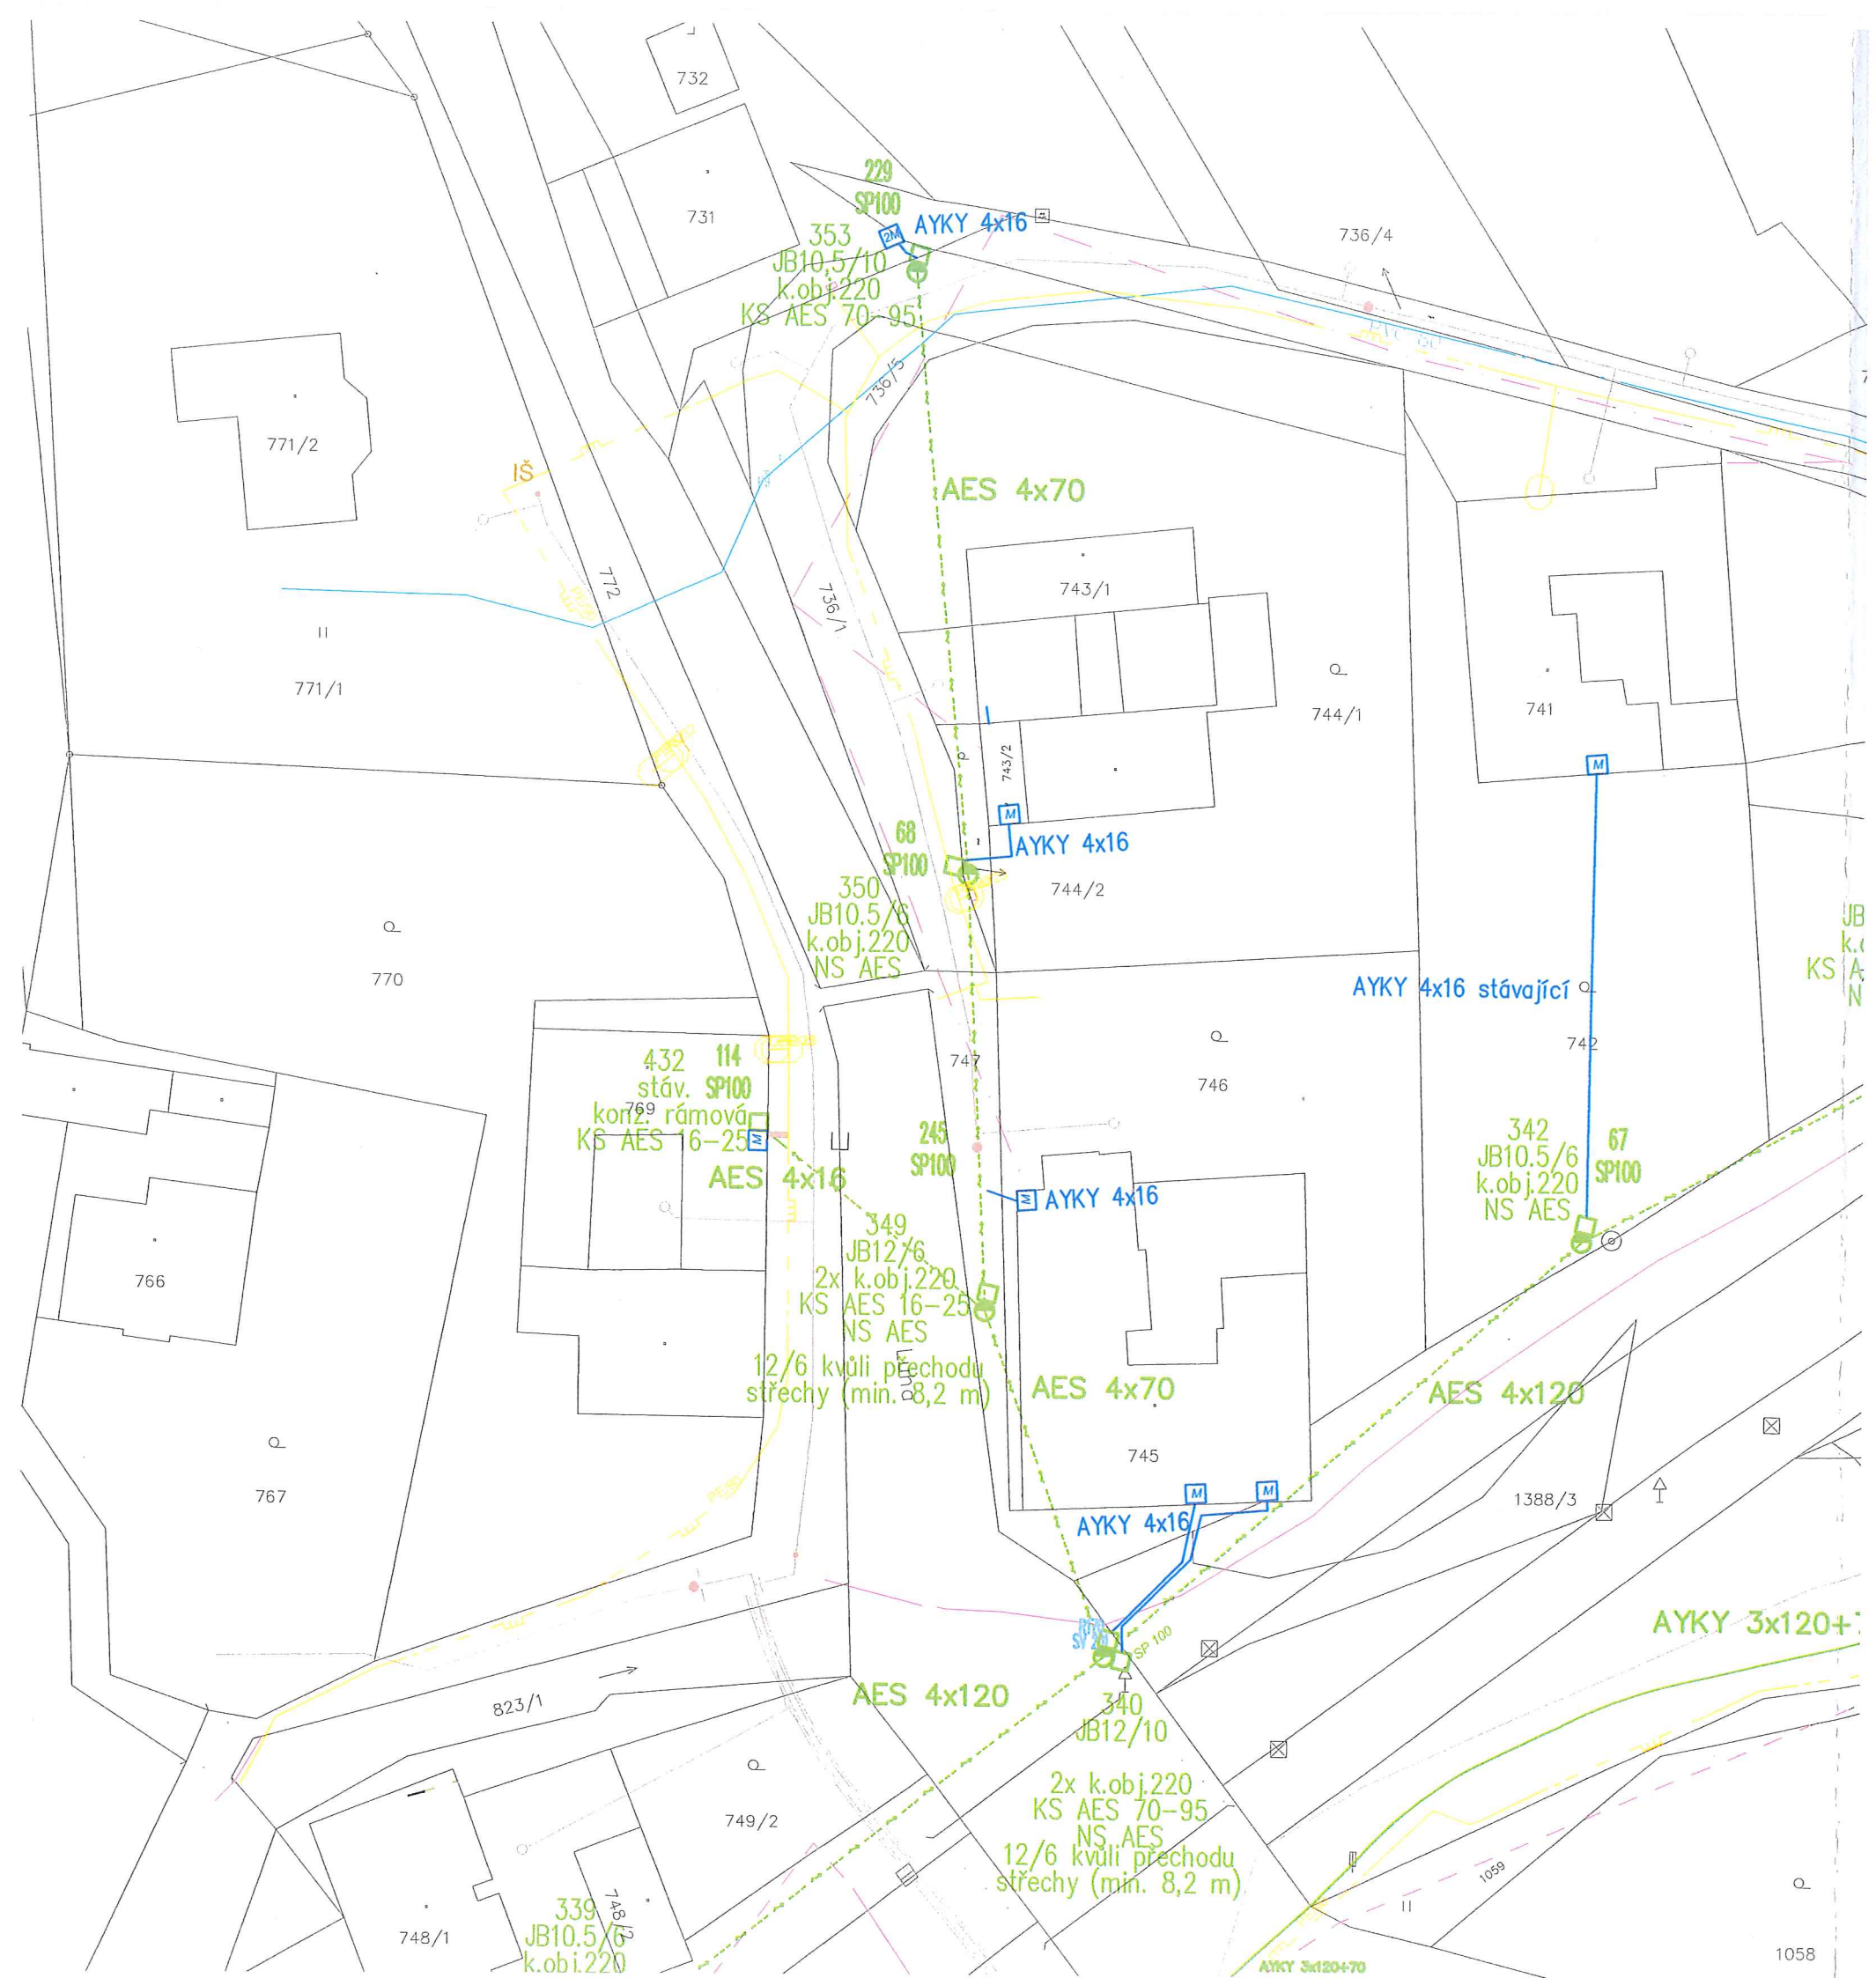 732
731
229
SP100
2M
AYKY 4x16
353
JB10,5/10
k.obj.220
KS AES 70-95
736/4
736/5
771/2
IŠ
AES 4x70
772
736/1
743/1
771/1
744/1
741
743/2
M
M
AYKY 4x16
68
SP100
744/2
350
JB10.5/6
k.obj.220
NS AES
770
AYKY 4x16 stávající
JB
KS A
N
742
747
746
432
stáv.
114
SP100
769
konz. rámová
KS AES 16-25
M
AES 4x16
245
SP100
M
AYKY 4x16
342
JB10.5/6
k.obj.220
NS AES
67
SP100
349
JB12/6
2x k.obj.220
KS AES 16-25
NS AES
12/6 kvůli přechodu
střechy (min. 8,2 m)
766
AES 4x70
AES 4x120
745
767
M
M
1388/3
AYKY 4x16
SP 100
AYKY 3x120+
823/1
AES 4x120
340
JB12/10
2x k.obj.220
KS AES 70-95
NS AES
12/6 kvůli přechodu
střechy (min. 8,2 m)
749/2
1059
748/1
748/2
339
JB10.5/6
k.obj.220
1058
AYKY 3x120+70